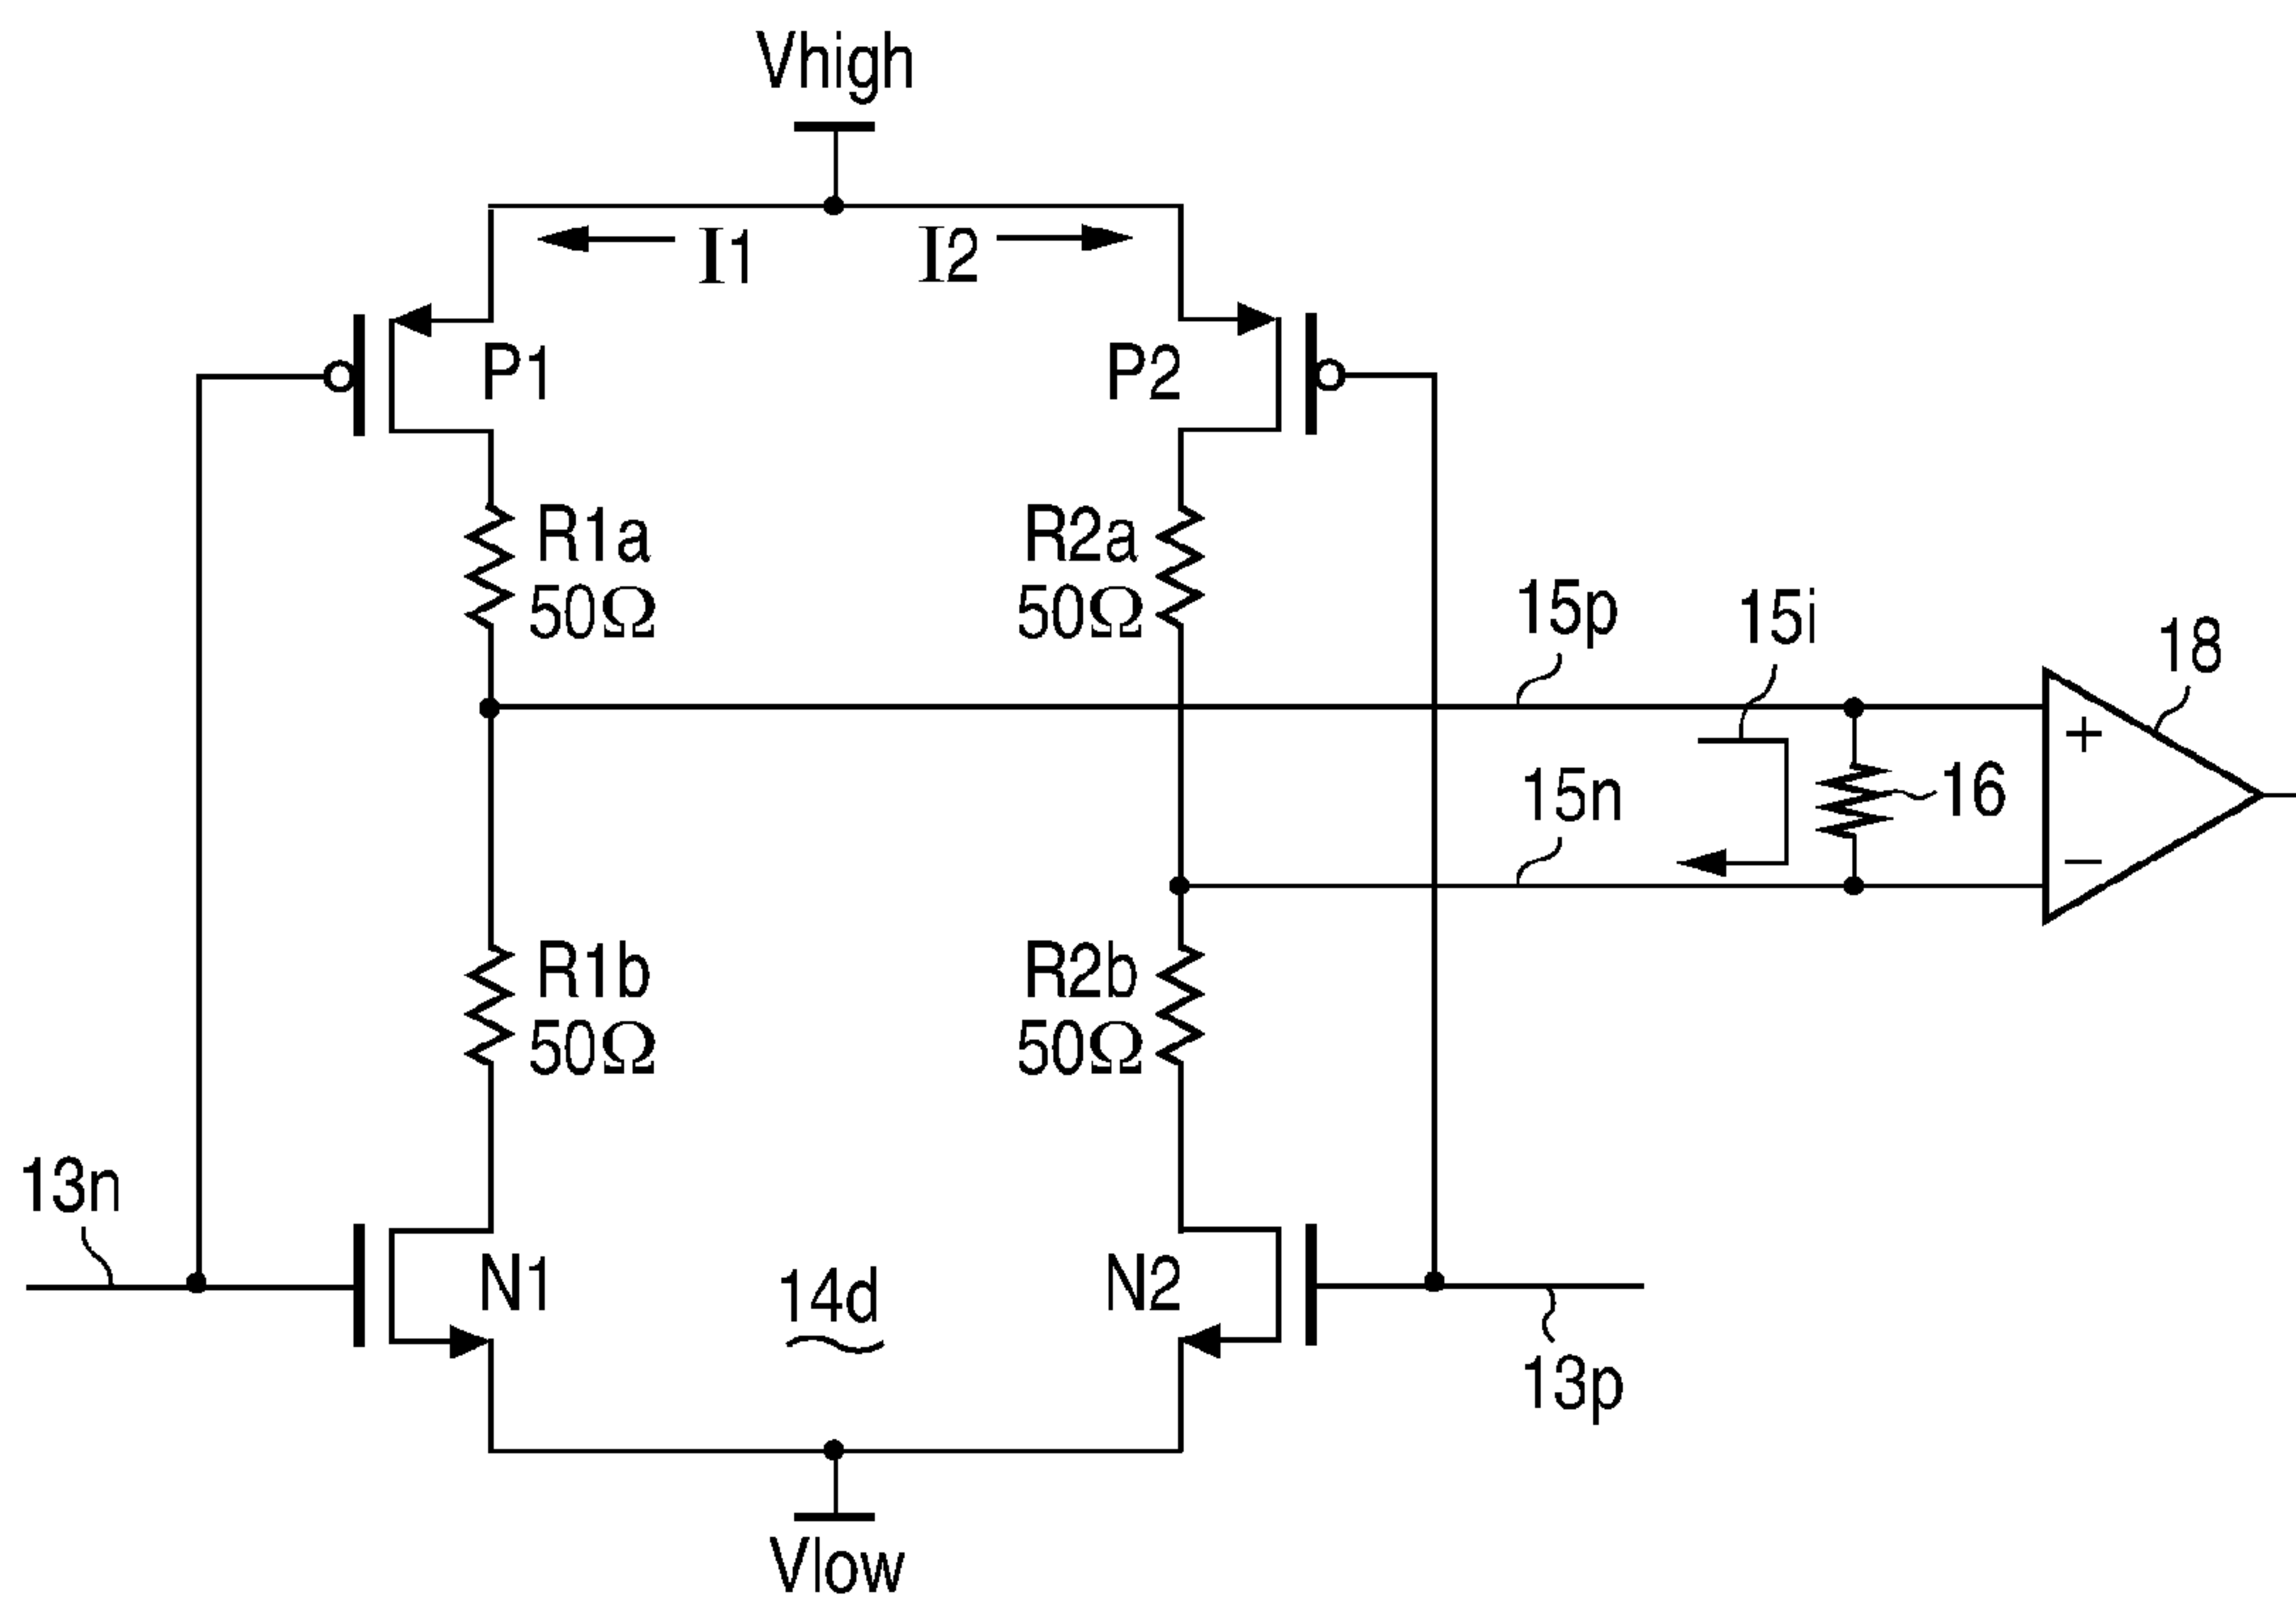 Vhigh
I1
I2
P1
P2
R1a
50Ω
R2a
50Ω
15p
15i
18
+
15n
16
−
R1b
50Ω
R2b
50Ω
13n
N1
14d
N2
13p
Vlow